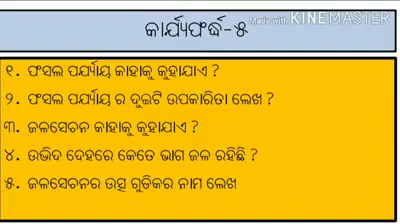 କାର୍ଯ୍ୟଫର୍ଦ୍ଧ-୫
Made with KINEMASTER
୧. ଫସଲ ପର୍ଯ୍ୟାୟ କାହାକୁ କୁହାଯାଏ ?
୨. ଫସଲ ପର୍ଯ୍ୟାୟ ର ଦୁଇଟି ଉପକାରିତା ଲେଖ ?
୩. ଜଳସେଚନ କାହାକୁ କୁହାଯାଏ ?
୪. ଉଦ୍ଭିଦ ଦେହରେ କେତେ ଭାଗ ଜଳ ରହିଛି ?
୫. ଜଳସେଚନର ଉତ୍ସ ଗୁଡିକର ନାମ ଲେଖ